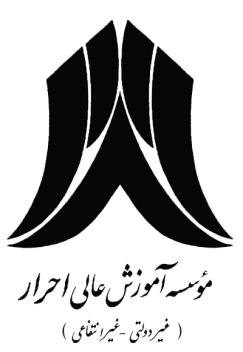 مؤسسه آموزش عالی احرار
( غیردولتی - غیرانتفاعی )